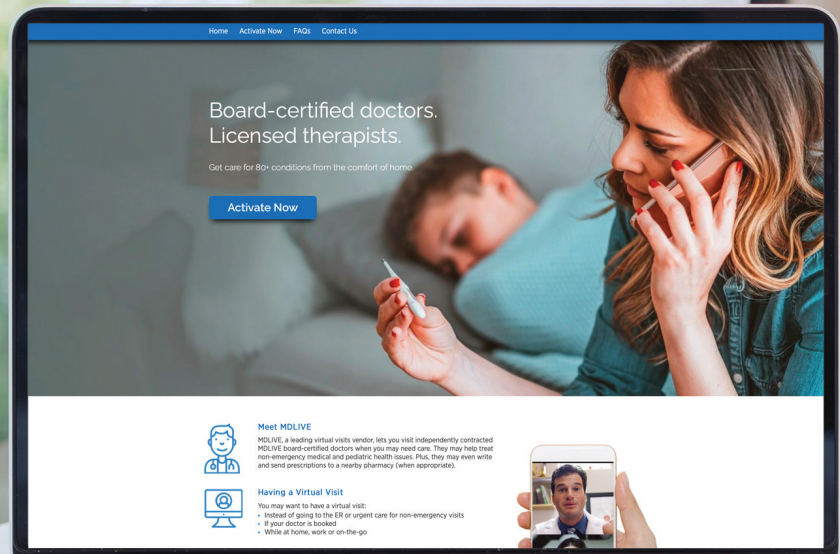 Home Activate Now FAQs Contact Us
Board-certified doctors.
Licensed therapists.
Get care for 80+ conditions from the comfort of home.
Activate Now
Meet MDLIVE
MDLIVE, a leading virtual visits vendor, lets you visit independently contracted
MDLIVE board-certified doctors when you may need care. They may help treat
non-emergency medical and pediatric health issues. Plus, they may even write
and send prescriptions to a nearby pharmacy (when appropriate).
Having a Virtual Visit
You may want to have a virtual visit:
• Instead of going to the ER or urgent care for non-emergency visits
• If your doctor is booked
• While at home, work or on-the-go